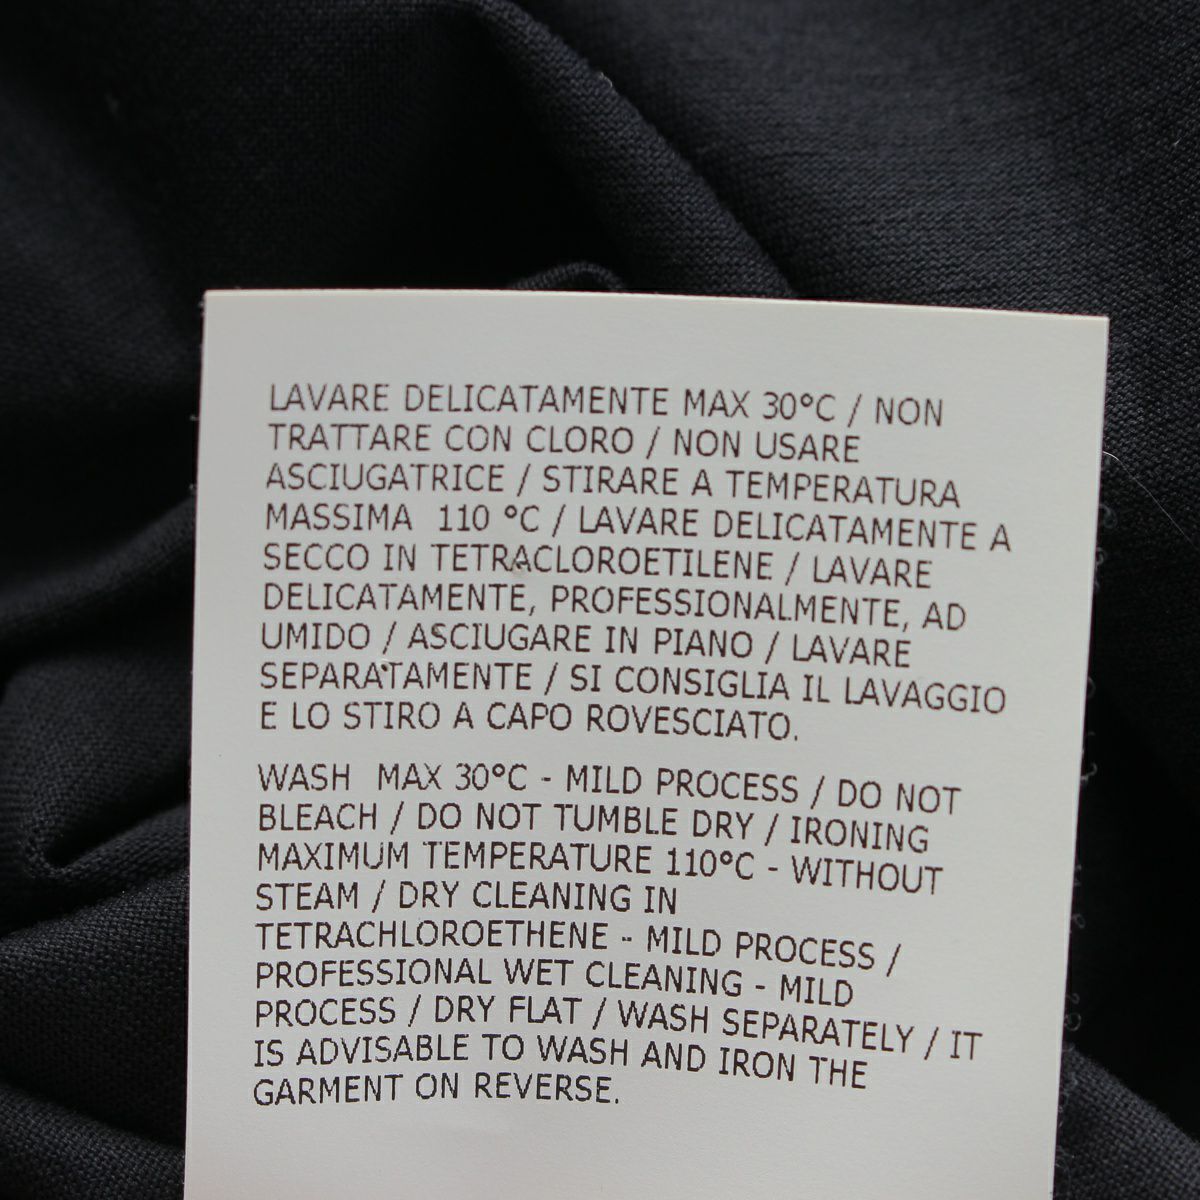 LAVARE DELICATAMENTE MAX 30°C / NON
TRATTARE CON CLORO / NON USARE
ASCIUGATRICE / STIRARE A TEMPERATURA
MASSIMA 110 °C / LAVARE DELICATAMENTE A
SECCO IN TETRACLOROETILENE / LAVARE
DELICATAMENTE, PROFESSIONALMENTE, AD
UMIDO / ASCIUGARE IN PIANO / LAVARE
SEPARATAMENTE / SI CONSIGLIA IL LAVAGGIO
E LO STIRO A CAPO ROVESCIATO.
WASH MAX 30°C - MILD PROCESS / DO NOT
BLEACH / DO NOT TUMBLE DRY / IRONING
MAXIMUM TEMPERATURE 110°C - WITHOUT
STEAM / DRY CLEANING IN
TETRACHLOROETHENE - MILD PROCESS /
PROFESSIONAL WET CLEANING - MILD
PROCESS / DRY FLAT / WASH SEPARATELY / IT
IS ADVISABLE TO WASH AND IRON THE
GARMENT ON REVERSE.